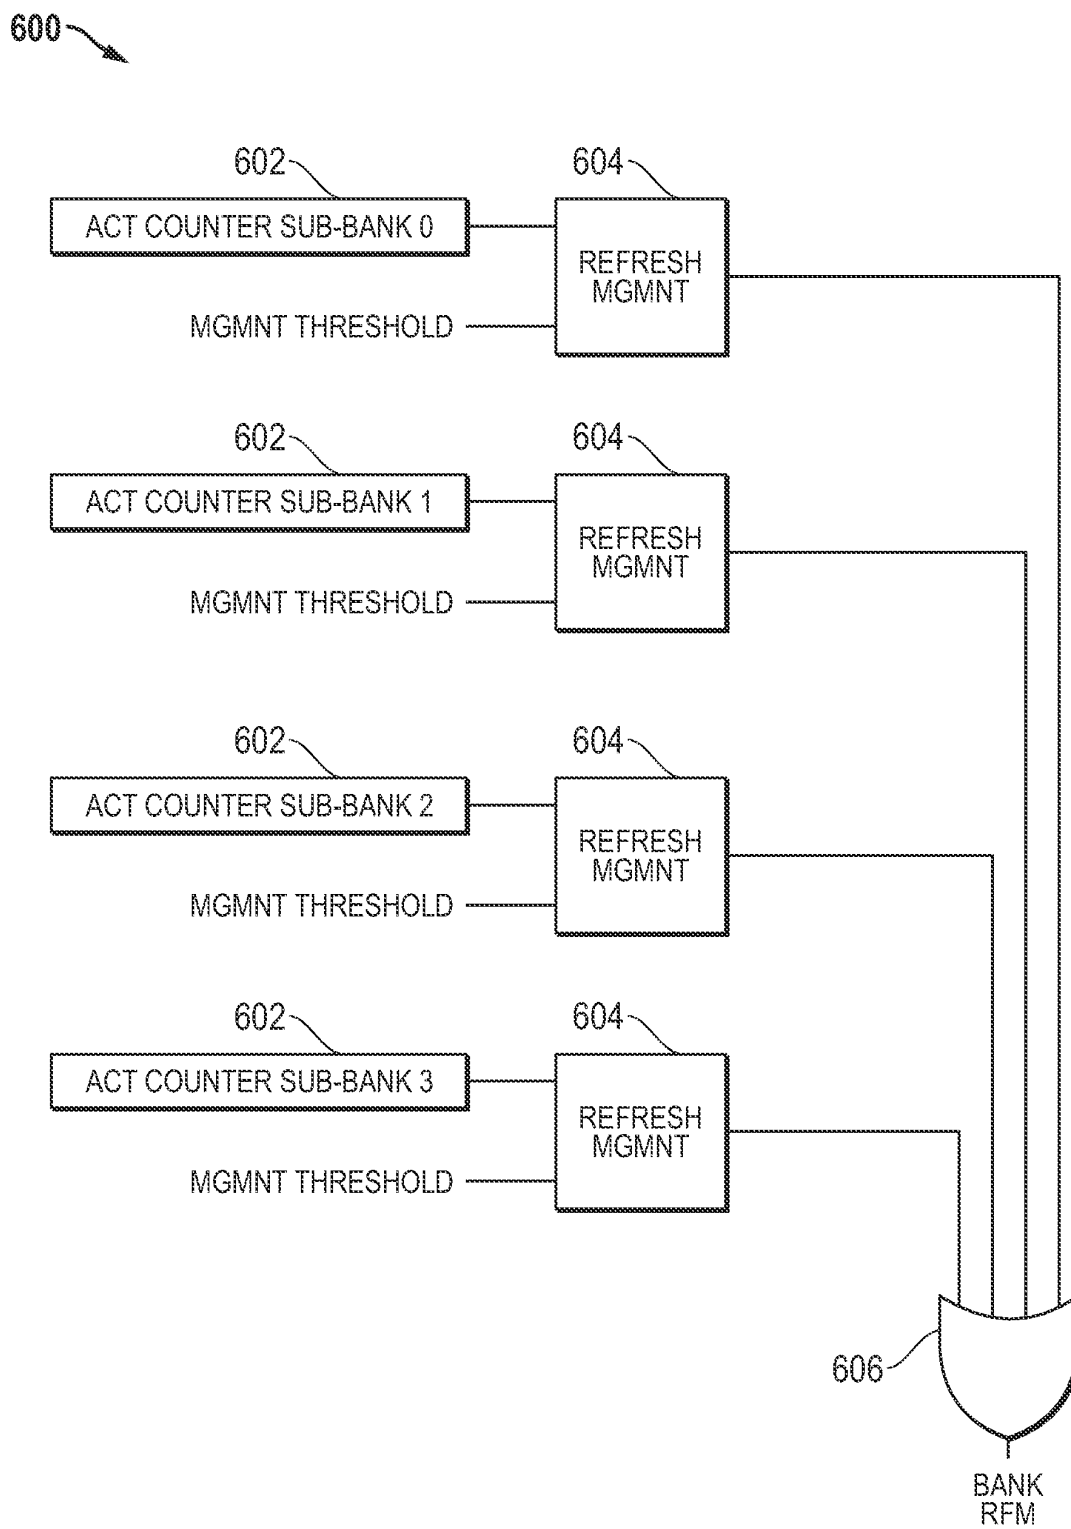 600
602
604
ACT COUNTER SUB-BANK 0
REFRESH
MGMNT
MGMNT THRESHOLD
602
604
ACT COUNTER SUB-BANK 1
REFRESH
MGMNT
MGMNT THRESHOLD
602
604
ACT COUNTER SUB-BANK 2
REFRESH
MGMNT
MGMNT THRESHOLD
602
604
ACT COUNTER SUB-BANK 3
REFRESH
MGMNT
MGMNT THRESHOLD
606
BANK
RFM